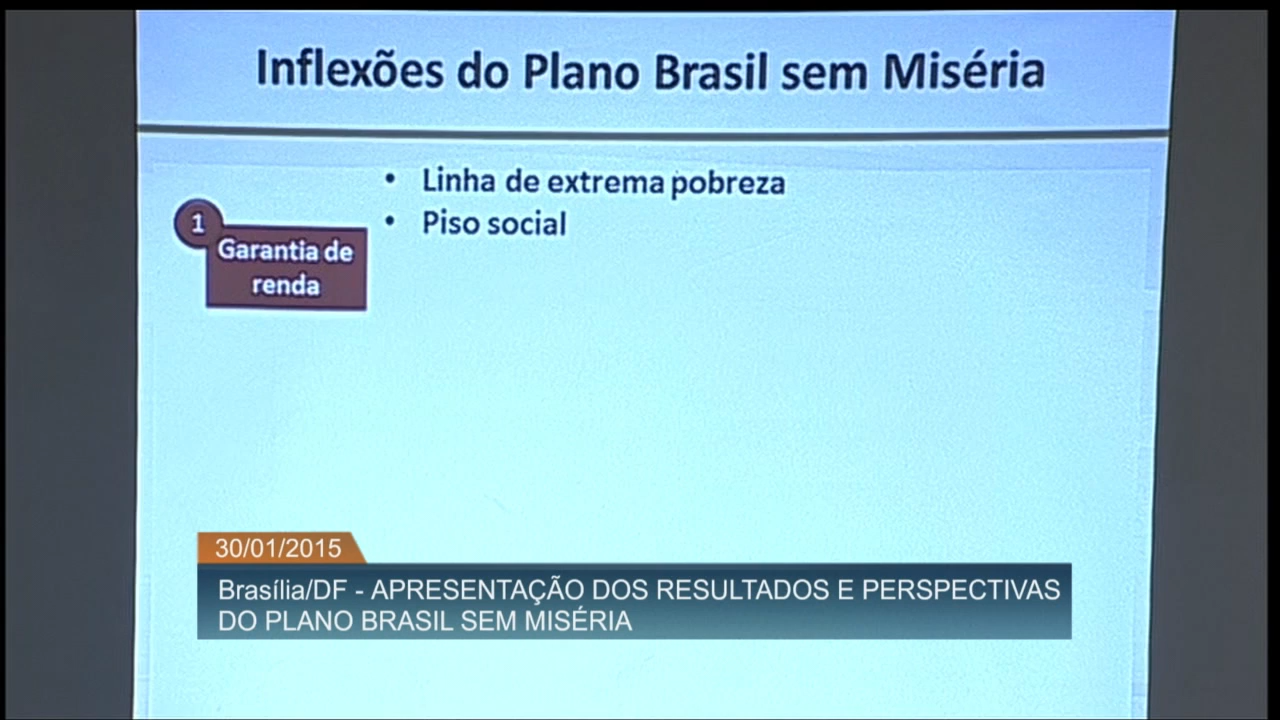 Inflexões do Plano Brasil sem Miséria
• Linha de extrema pobreza
• Piso social
1
Garantia de
renda
30/01/2015
Brasília/DF - APRESENTAÇÃO DOS RESULTADOS E PERSPECTIVAS
DO PLANO BRASIL SEM MISÉRIA